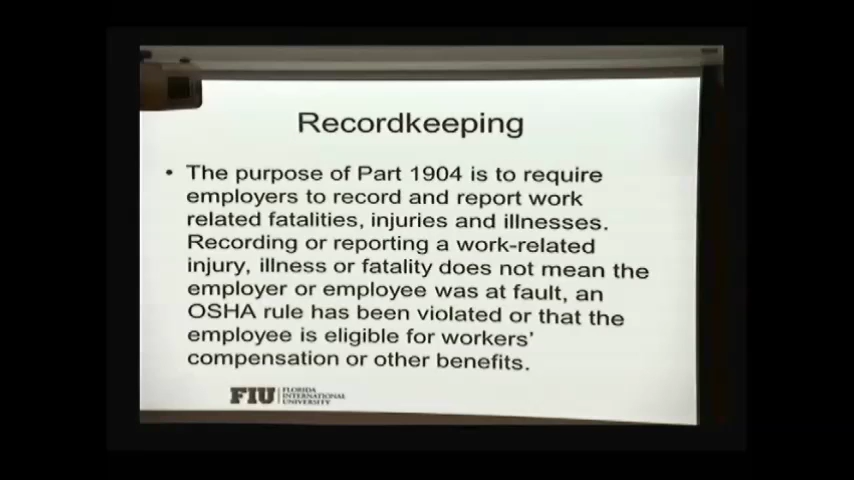 Recordkeeping
• The purpose of Part 1904 is to require
employers to record and report work
related fatalities, injuries and illnesses.
Recording or reporting a work-related
injury, illness or fatality does not mean the
employer or employee was at fault, an
OSHA rule has been violated or that the
employee is eligible for workers'
compensation or other benefits.
FIU
FLORIDA
INTERNATIONAL
UNIVERSITY